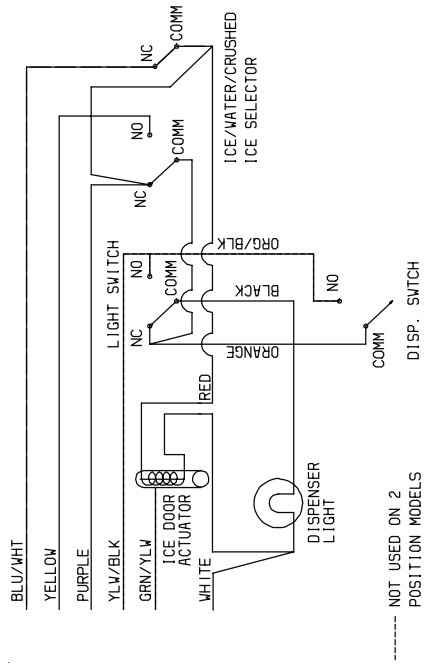 BLU/WHT
YELLOW
PURPLE
YLW/BLK
GRN/YLW
WHITE
ICE DOOR
ACTUATOR
RED
LIGHT SWITCH
NC
NO
COMM
NC
NO
COMM
NC
COMM
ICE/WATER/CRUSHED
ICE SELECTOR
ORANGE
BLACK
ORG/BLK
DISPENSER
LIGHT
NO
COMM
DISP. SWTCH
------ NOT USED ON 2
POSITION MODELS